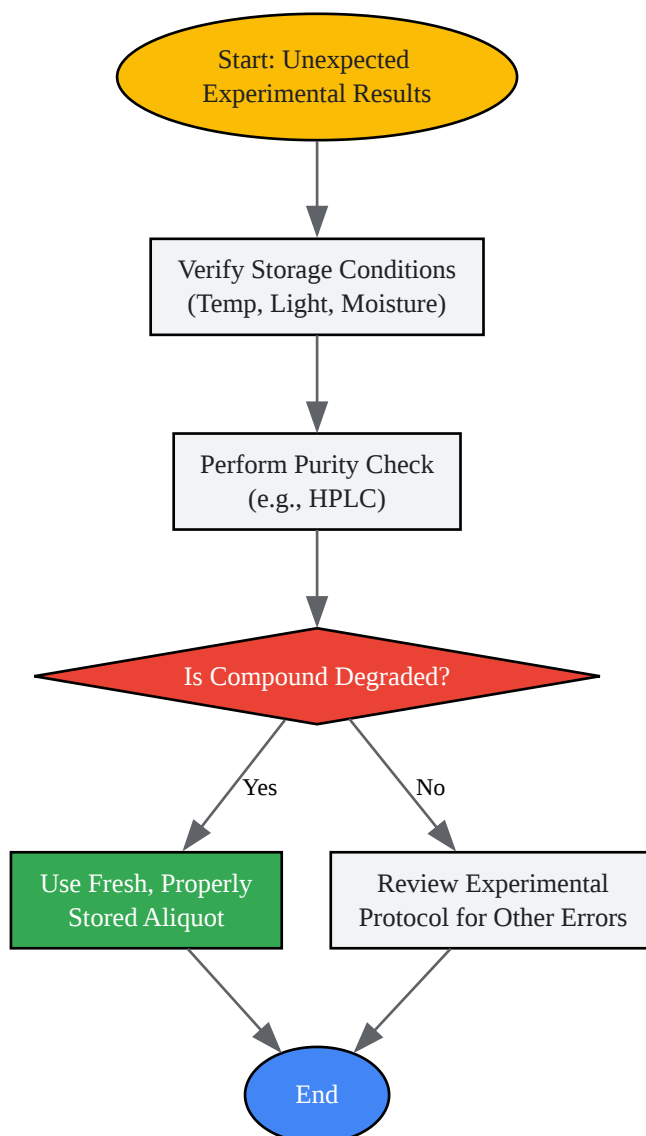 Start: Unexpected
Experimental Results
Verify Storage Conditions
(Temp, Light, Moisture)
Perform Purity Check
(e.g., HPLC)
Is Compound Degraded?
Yes
No
Use Fresh, Properly
Stored Aliquot
Review Experimental
Protocol for Other Errors
End